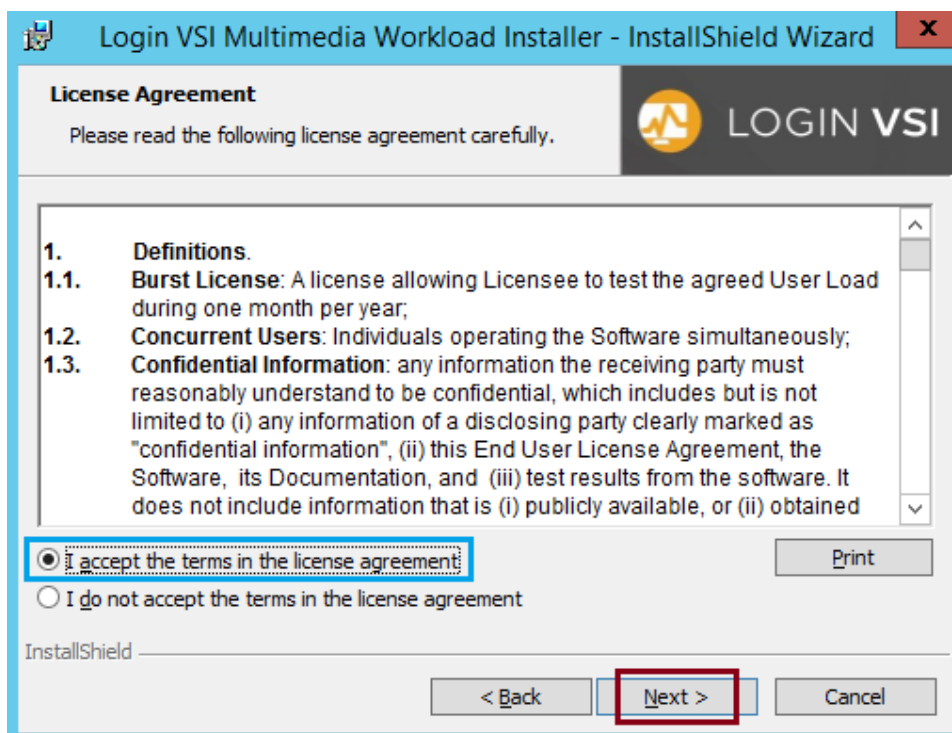 Login VSI Multimedia Workload Installer - InstallShield Wizard x
License Agreement
Please read the following license agreement carefully.
LOGIN VSI
1. Definitions.
1.1. Burst License: A license allowing Licensee to test the agreed User Load
during one month per year;
1.2. Concurrent Users: Individuals operating the Software simultaneously;
1.3. Confidential Information: any information the receiving party must
reasonably understand to be confidential, which includes but is not
limited to (i) any information of a disclosing party clearly marked as
"confidential information", (ii) this End User License Agreement, the
Software, its Documentation, and (iii) test results from the software. It
does not include information that is (i) publicly available, or (ii) obtained
I accept the terms in the license agreement
Print
I do not accept the terms in the license agreement
InstallShield
< Back Next > Cancel